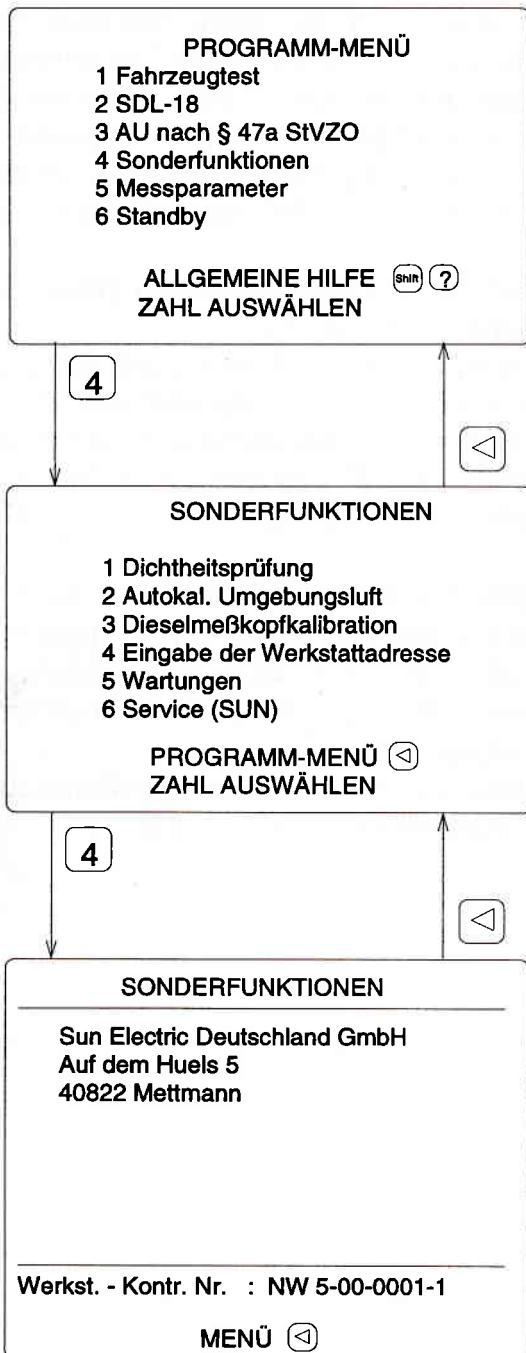 PROGRAMM-MENÜ
1 Fahrzeugtest
2 SDL-18
3 AU nach § 47a StVZO
4 Sonderfunktionen
5 Messparameter
6 Standby
ALLGEMEINE HILFE Shift ?
ZAHL AUSWÄHLEN
4
SONDERFUNKTIONEN
1 Dichtheitsprüfung
2 Autokal. Umgebungsluft
3 Dieselmeßkopfkalibration
4 Eingabe der Werkstattadresse
5 Wartungen
6 Service (SUN)
PROGRAMM-MENÜ
ZAHL AUSWÄHLEN
4
SONDERFUNKTIONEN
Sun Electric Deutschland GmbH
Auf dem Huels 5
40822 Mettmann
Werkst. - Kontr. Nr. : NW 5-00-0001-1
MENÜ